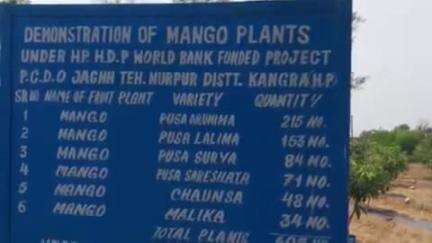 DEMONSTRATION OF MANGO PLANTS
UNDER HP. H.D.P WORLD BANK FUNDED PROJECT
P.C.D.O JAGHH TEH. NURPUR DISTT. KANGRA H.P)
SR NO NAME OF FRUIT PLANT VARIETY QUANTITY
1 MANGO PUSA ARUNIMA 215 NO.
2 MANGO PUSA LALIMA 153 NO.
3 MANGO PUSA SURYA 84 NO.
4 MANGO PUSA SARESHATA 71 NO.
5 MANGO CHAUNSA 48 NO.
6 MANGO MALIKA 34 NO.
TOTAL PLANTS